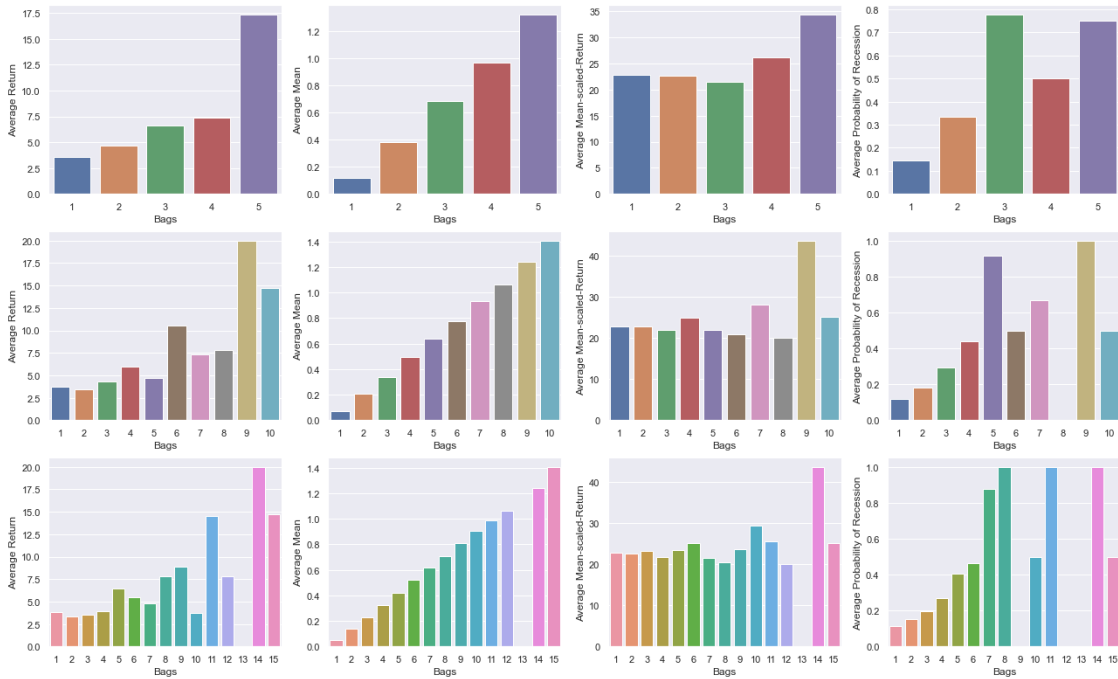 17.5
15.0
12.5
10.0
7.5
5.0
2.5
0.0
Average Return
1 2 3 4 5
Bags
1.2
1.0
0.8
0.6
0.4
0.2
0.0
Average Mean
1 2 3 4 5
Bags
35
30
25
20
15
10
5
0
Average Mean-scaled-Return
1 2 3 4 5
Bags
0.8
0.7
0.6
0.5
0.4
0.3
0.2
0.1
0.0
Average Probability of Recession
1 2 3 4 5
Bags
20.0
17.5
15.0
12.5
10.0
7.5
5.0
2.5
0.0
Average Return
1 2 3 4 5 6 7 8 9 10
Bags
1.4
1.2
1.0
0.8
0.6
0.4
0.2
0.0
Average Mean
1 2 3 4 5 6 7 8 9 10
Bags
40
30
20
10
0
Average Mean-scaled-Return
1 2 3 4 5 6 7 8 9 10
Bags
1.0
0.8
0.6
0.4
0.2
0.0
Average Probability of Recession
1 2 3 4 5 6 7 8 9 10
Bags
20.0
17.5
15.0
12.5
10.0
7.5
5.0
2.5
0.0
Average Return
1 2 3 4 5 6 7 8 9 10 11 12 13 14 15
Bags
1.4
1.2
1.0
0.8
0.6
0.4
0.2
0.0
Average Mean
1 2 3 4 5 6 7 8 9 10 11 12 13 14 15
Bags
40
30
20
10
0
Average Mean-scaled-Return
1 2 3 4 5 6 7 8 9 10 11 12 13 14 15
Bags
1.0
0.8
0.6
0.4
0.2
0.0
Average Probability of Recession
1 2 3 4 5 6 7 8 9 10 11 12 13 14 15
Bags